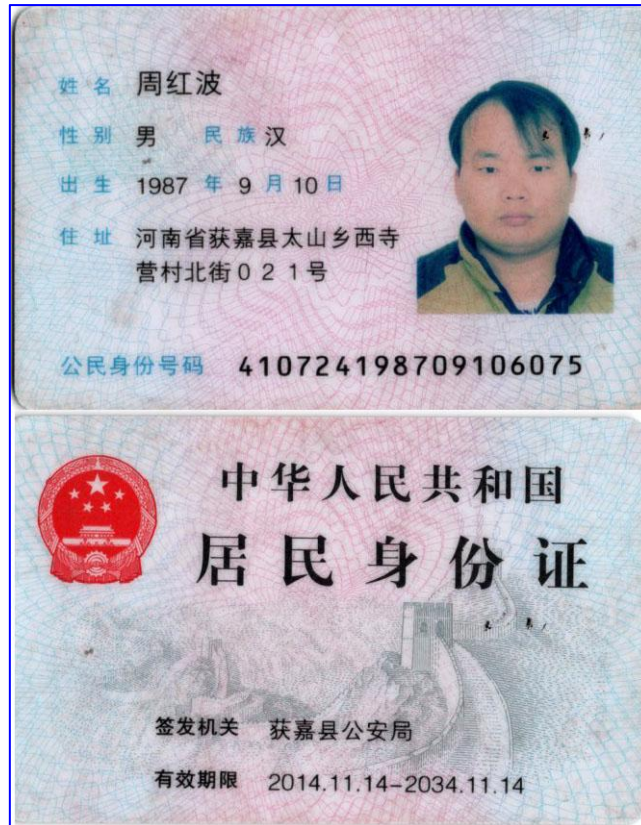 姓名 周红波
性别 男 民族 汉
出生 1987 年 9 月 10 日
住址 河南省获嘉县太山乡西寺
营村北街021号
公民身份号码 410724198709106075
中华人民共和国
居民身份证
签发机关 获嘉县公安局
有效期限 2014.11.14-2034.11.14